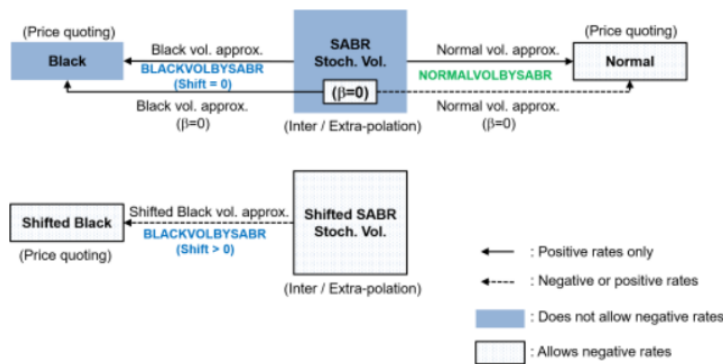 (Price quoting)
Black
Black vol. approx.
BLACKVOLBYSABR
(Shift = 0)
Black vol. approx.
(β=0)
SABR
Stoch. Vol.
(β=0)
(Inter / Extra-polation)
Normal vol. approx.
NORMALVOLBYSABR
Normal vol. approx.
(β=0)
(Price quoting)
Normal
Shifted Black
(Price quoting)
Shifted Black vol. approx.
BLACKVOLBYSABR
(Shift > 0)
Shifted SABR
Stoch. Vol.
(Inter / Extra-polation)
: Positive rates only
: Negative or positive rates
: Does not allow negative rates
: Allows negative rates